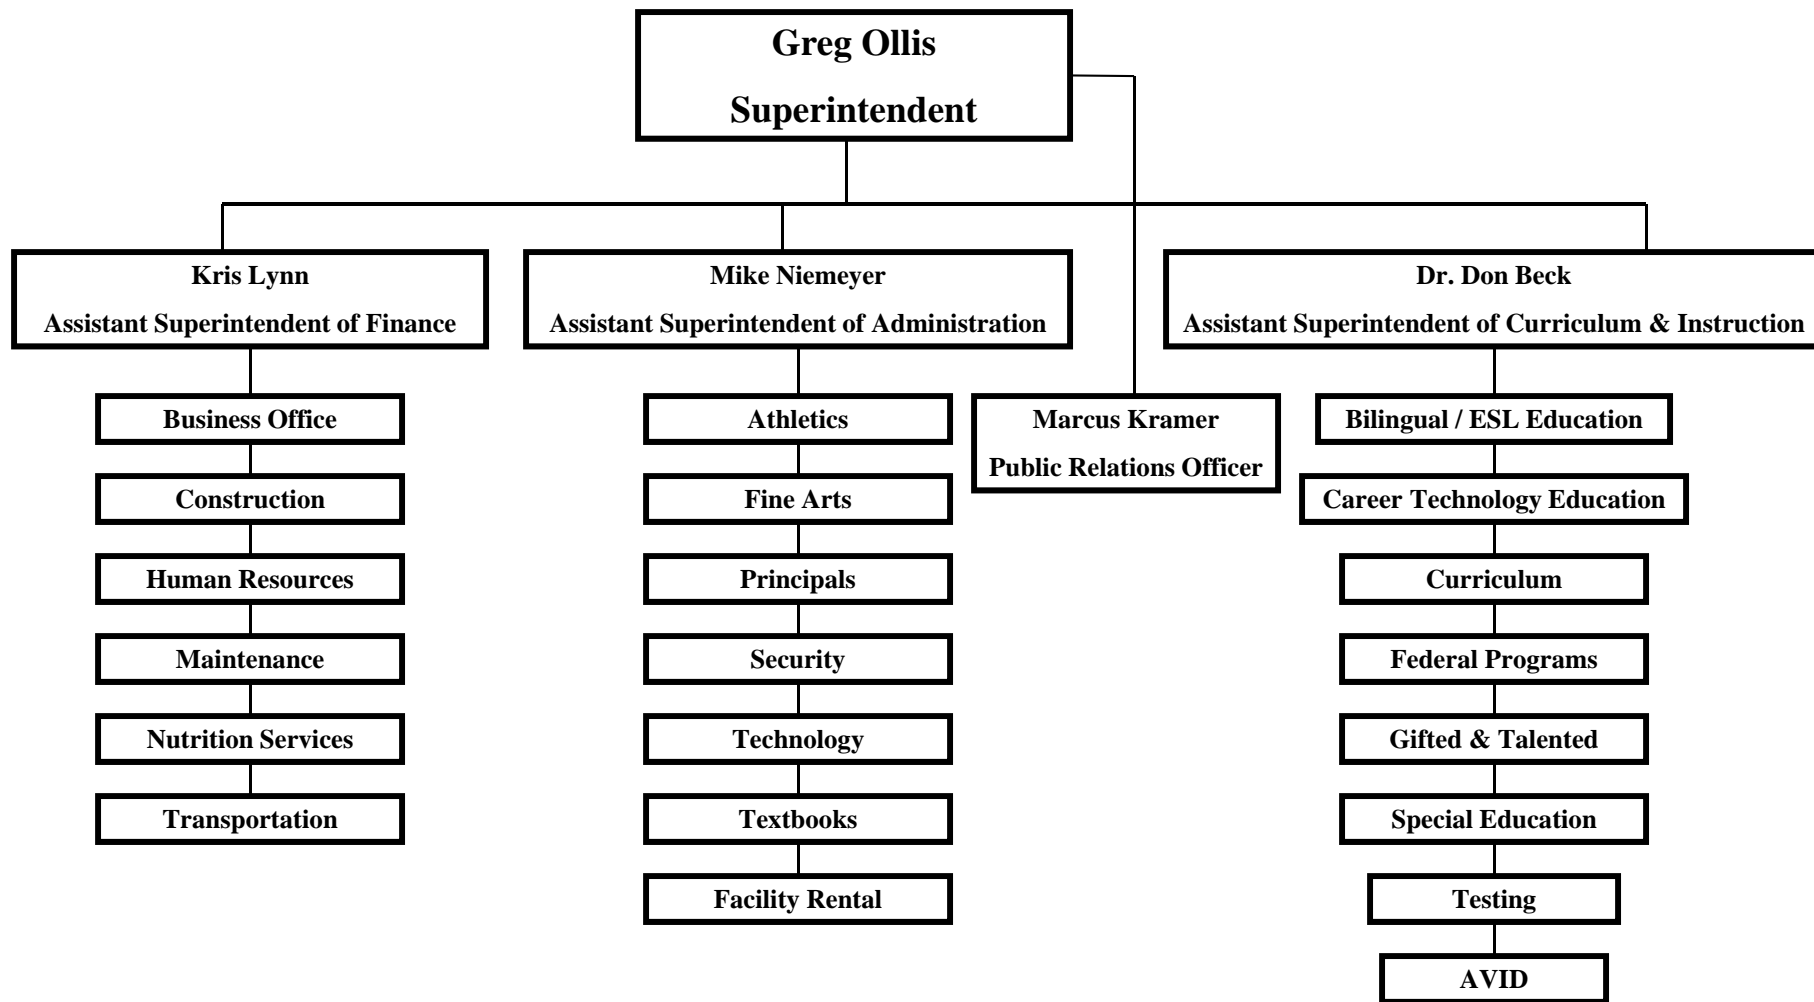 Greg Ollis
Superintendent
Kris Lynn
Assistant Superintendent of Finance
Mike Niemeyer
Assistant Superintendent of Administration
Dr. Don Beck
Assistant Superintendent of Curriculum & Instruction
Business Office
Construction
Human Resources
Maintenance
Nutrition Services
Transportation
Athletics
Fine Arts
Principals
Security
Technology
Textbooks
Facility Rental
Marcus Kramer
Public Relations Officer
Bilingual / ESL Education
Career Technology Education
Curriculum
Federal Programs
Gifted & Talented
Special Education
Testing
AVID